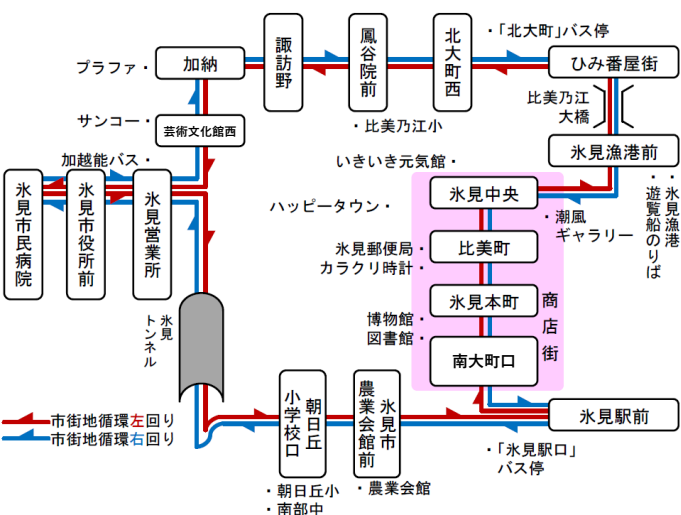 ・「北大町」バス停
加納
諏訪野
鳳谷院前
北大町西
ひみ番屋街
プラファ・
比美乃江
大橋
サンコー・
芸術文化館西
・比美乃江小
加越能バス・
いきいき元気館・
氷見漁港前
氷見市民病院
氷見市役所前
氷見営業所
ハッピータウン・
氷見中央
・潮風
ギャラリー
・氷見漁港
・遊覧船のりば
氷見郵便局・
カラクリ時計・
比美町
博物館・
図書館・
氷見本町
商店街
南大町口
氷見
トンネル
朝日丘
小学校口
氷見市
農業会館前
氷見駅前
市街地循環左回り
市街地循環右回り
・「氷見駅口」
バス停
・朝日丘小
・南部中
・農業会館